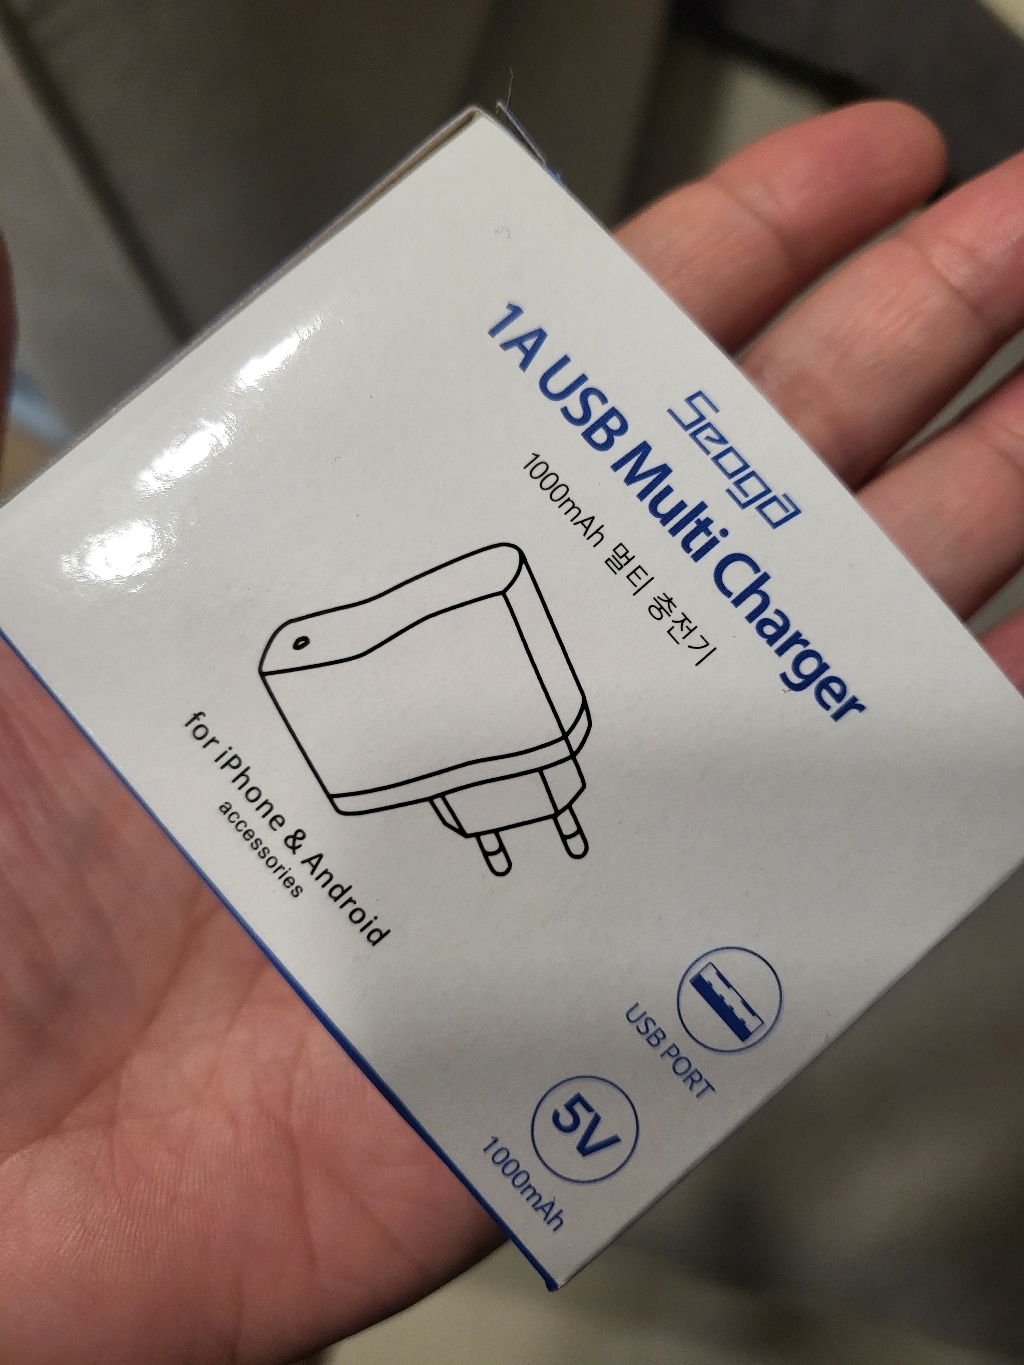 Seoga
1A USB Multi Charger
1000mAh 멀티 충전기
for iPhone & Android
accessories
USB PORT
5V
1000mAh